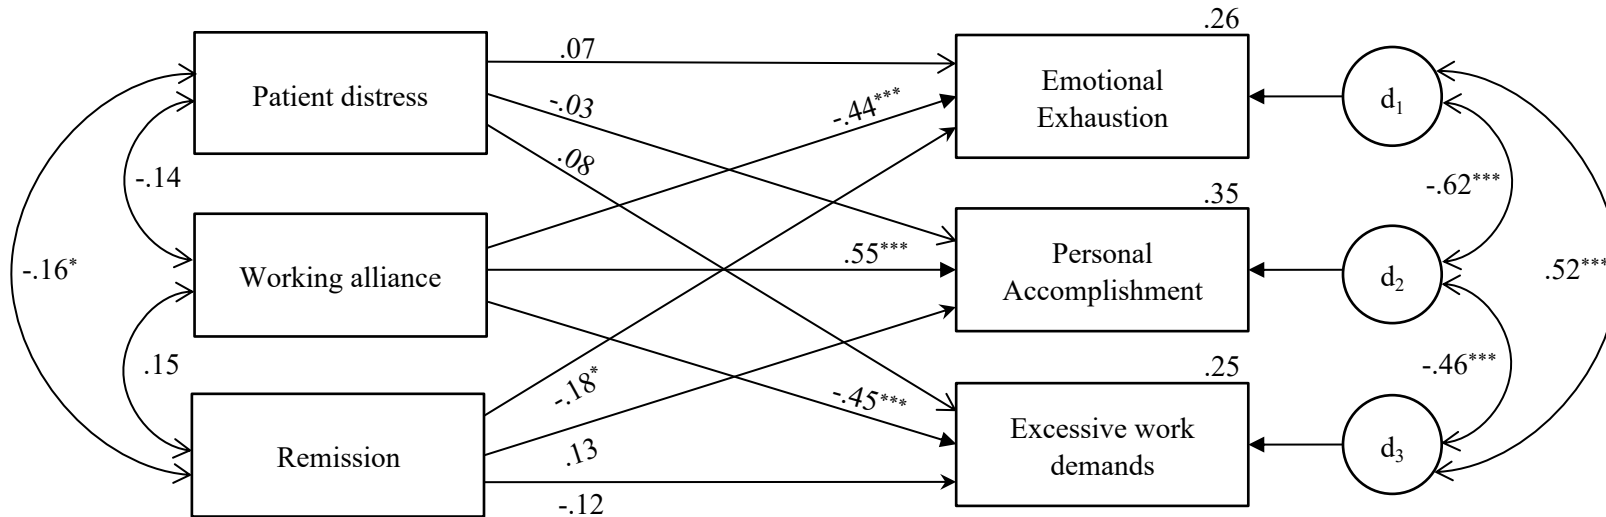 .26
.07
Patient distress
Emotional
Exhaustion
d1
-.03
-.44***
.08
-.14
-.62***
.35
-.16*
Working alliance
.55***
Personal
Accomplishment
d2
.52***
.15
.25
-.46***
-.18*
-.45***
Remission
.13
-.12
Excessive work
demands
d3